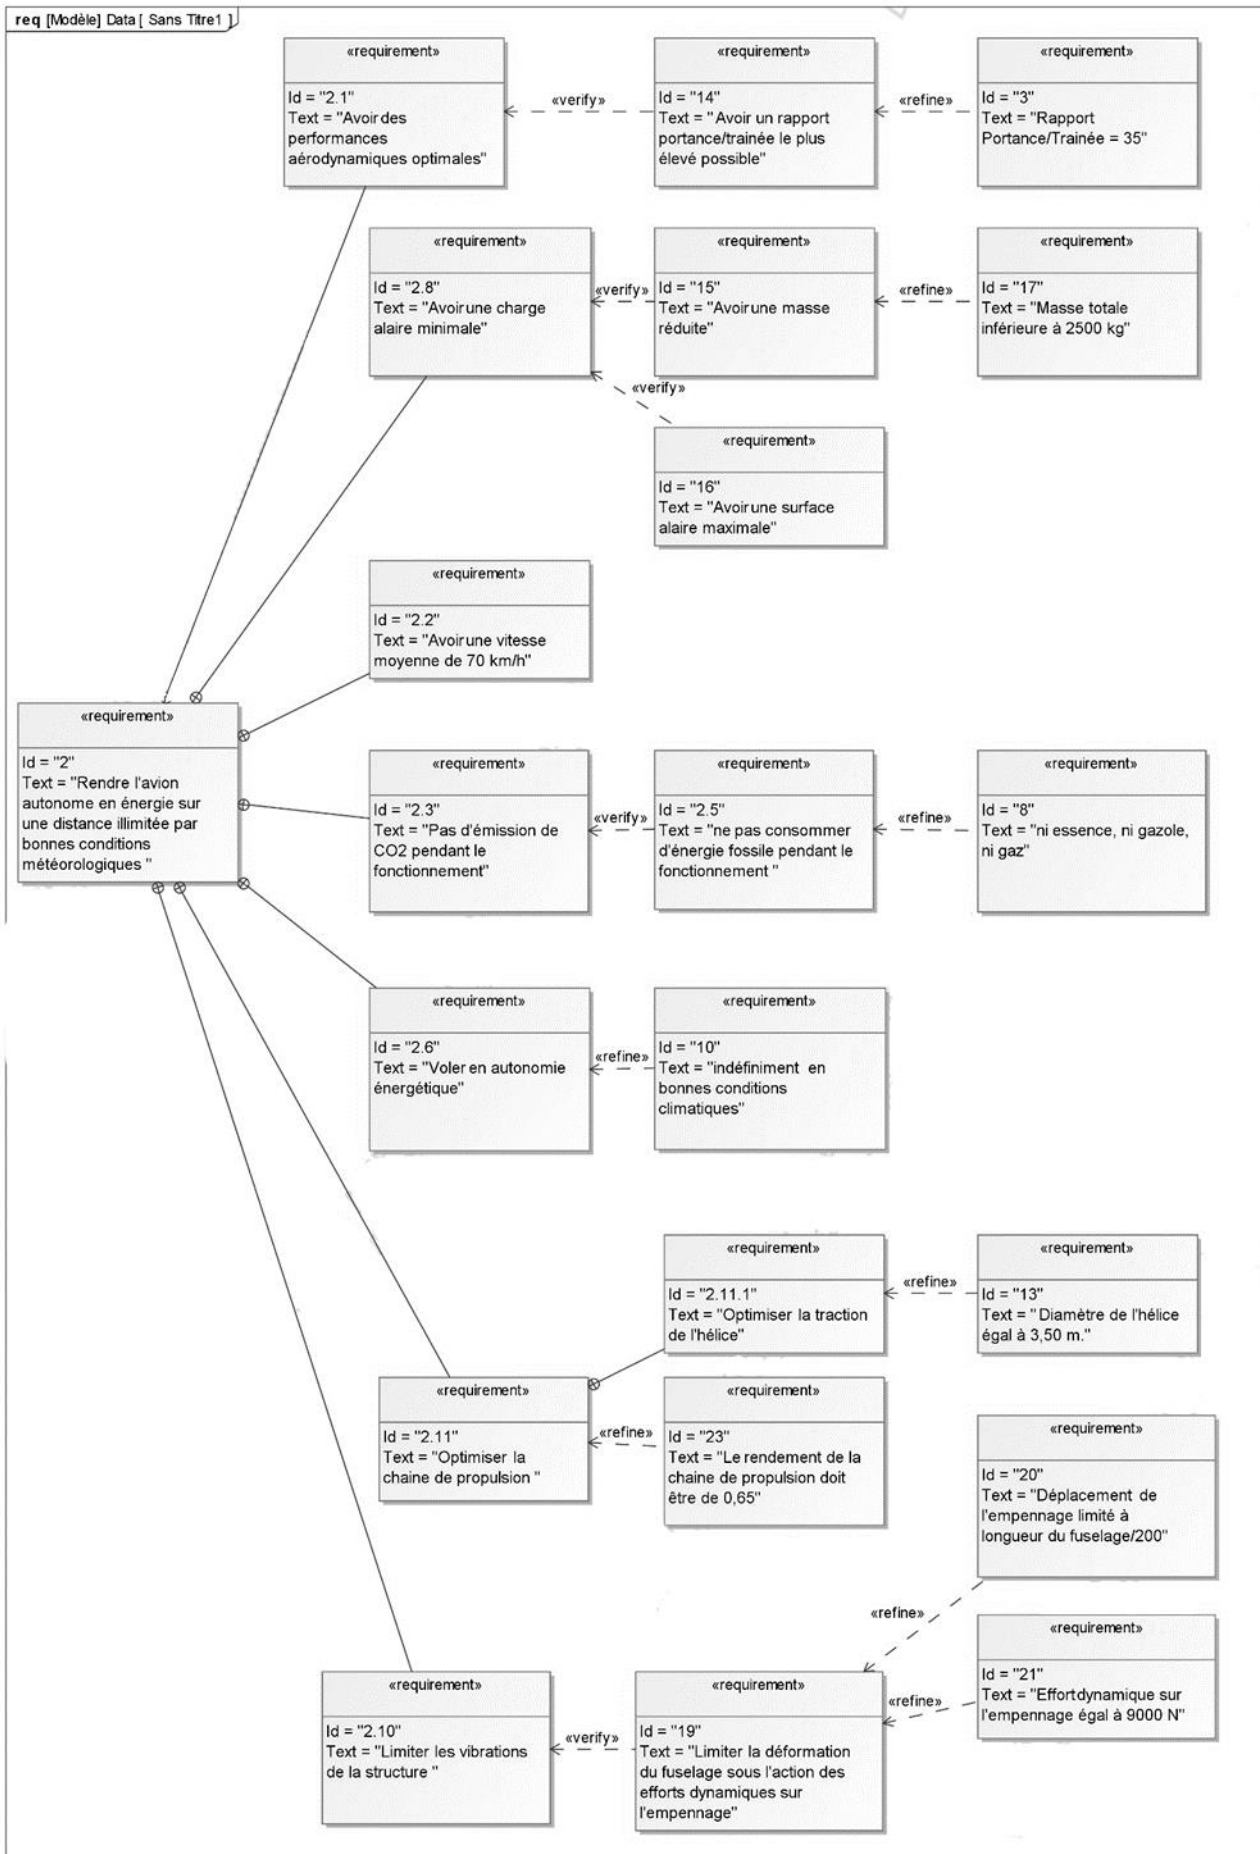 req [Modèle] Data [ Sans Titre1 ]
«requirement»
Id = "2.1"
Text = "Avoir des
performances
aérodynamiques optimales"
«verify»
«requirement»
Id = "14"
Text = "Avoir un rapport
portance/trainée le plus
élevé possible"
«refine»
«requirement»
Id = "3"
Text = "Rapport
Portance/Trainée = 35"
«requirement»
Id = "2.8"
Text = "Avoir une charge
alaire minimale"
«verify»
«requirement»
Id = "15"
Text = "Avoir une masse
réduite"
«refine»
«requirement»
Id = "17"
Text = "Masse totale
inférieure à 2500 kg"
«verify»
«requirement»
Id = "16"
Text = "Avoir une surface
alaire maximale"
«requirement»
Id = "2.2"
Text = "Avoir une vitesse
moyenne de 70 km/h"
«requirement»
Id = "2"
Text = "Rendre l'avion
autonome en énergie sur
une distance illimitée par
bonnes conditions
météorologiques "
«requirement»
Id = "2.3"
Text = "Pas d'émission de
CO2 pendant le
fonctionnement"
«verify»
«requirement»
Id = "2.5"
Text = "ne pas consommer
d'énergie fossile pendant le
fonctionnement "
«refine»
«requirement»
Id = "8"
Text = "ni essence, ni gazole,
ni gaz"
«requirement»
Id = "2.6"
Text = "Voler en autonomie
énergétique"
«refine»
«requirement»
Id = "10"
Text = "indéfiniment en
bonnes conditions
climatiques"
«requirement»
Id = "2.11.1"
Text = "Optimiser la traction
de l'hélice"
«refine»
«requirement»
Id = "13"
Text = "Diamètre de l'hélice
égal à 3,50 m."
«requirement»
Id = "2.11"
Text = "Optimiser la
chaine de propulsion "
«refine»
«requirement»
Id = "23"
Text = "Le rendement de la
chaine de propulsion doit
être de 0,65"
«requirement»
Id = "20"
Text = "Déplacement de
l'empennage limité à
longueur du fuselage/200"
«refine»
«requirement»
Id = "21"
Text = "Effort dynamique sur
l'empennage égal à 9000 N"
«refine»
«requirement»
Id = "2.10"
Text = "Limiter les vibrations
de la structure "
«verify»
«requirement»
Id = "19"
Text = "Limiter la déformation
du fuselage sous l'action des
efforts dynamiques sur
l'empennage"